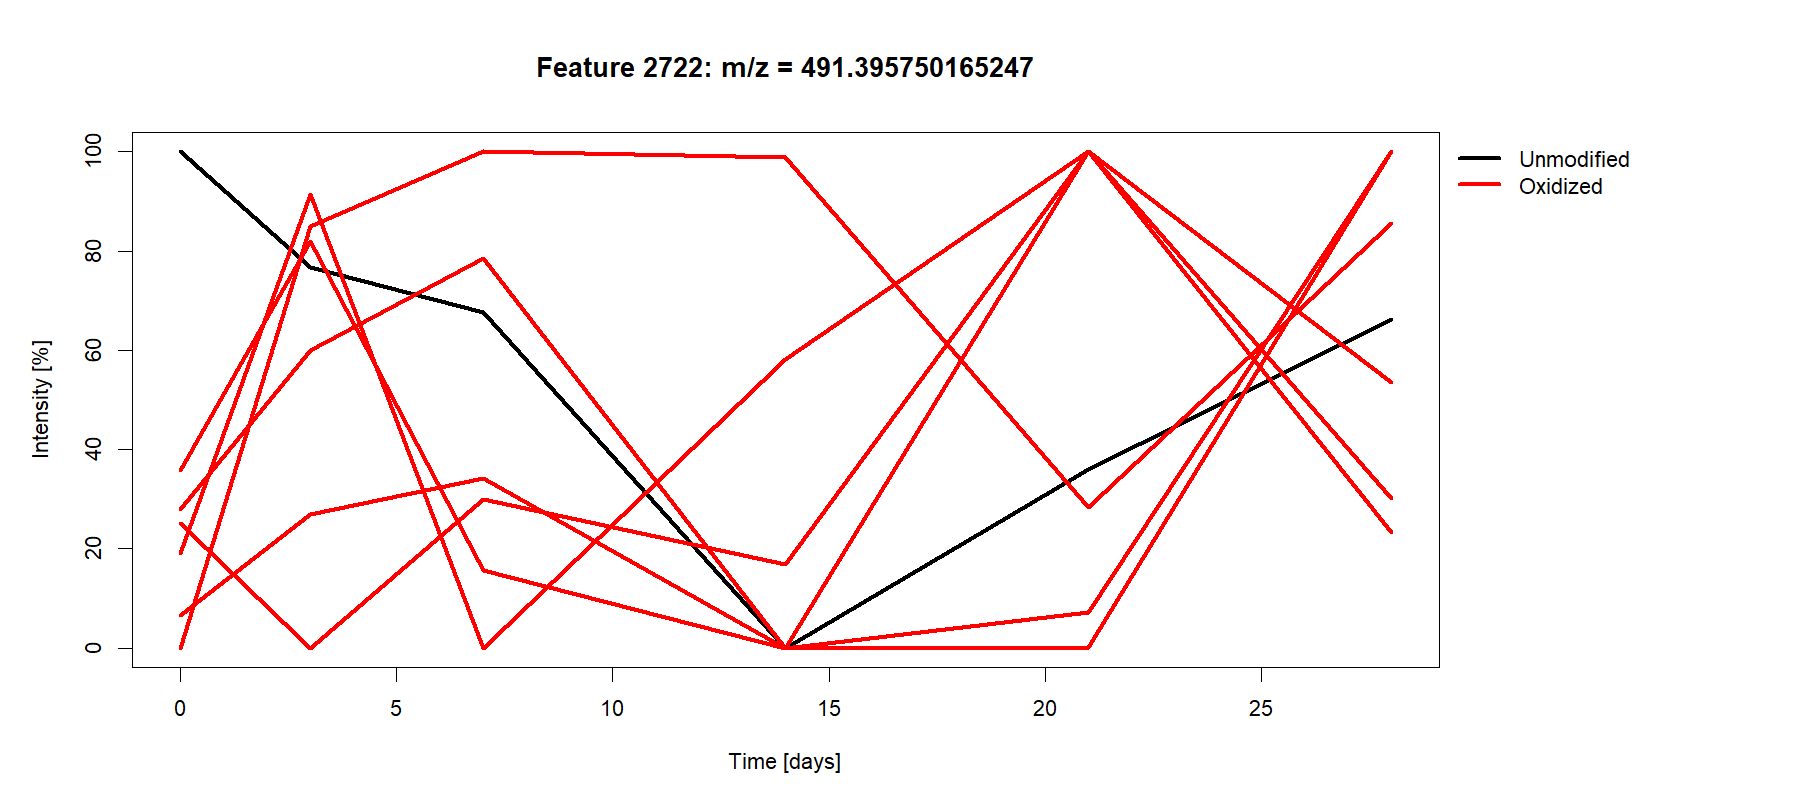 Feature 2722: m/z = 491.395750165247
Unmodified
Oxidized
Intensity [%]
100
80
60
40
20
0
0 5 10 15 20 25
Time [days]